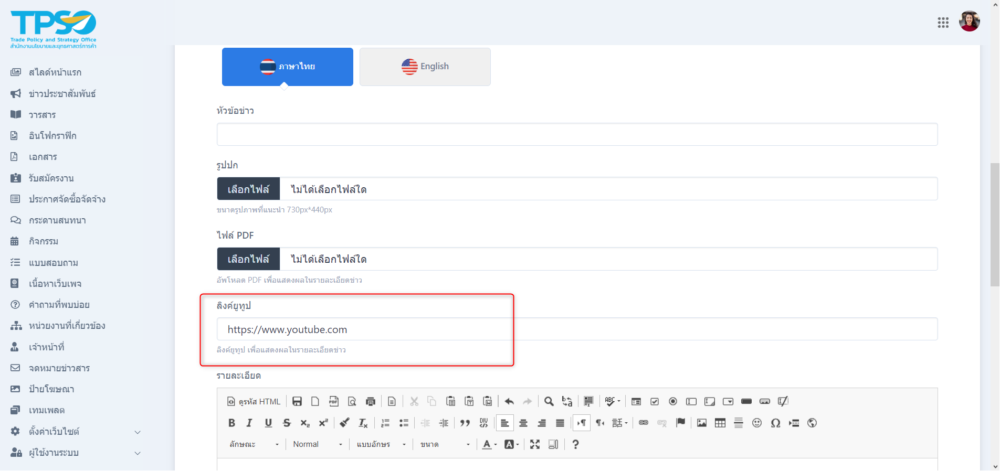 TPSO
Trade Policy and Strategy Office
สำนักงานนโยบายและยุทธศาสตร์การค้า
สไลด์หน้าแรก
ข่าวประชาสัมพันธ์
วารสาร
อินโฟกราฟิก
เอกสาร
รับสมัครงาน
ประกาศจัดซื้อจัดจ้าง
กระดานสนทนา
กิจกรรม
แบบสอบถาม
เนื้อหาเว็บเพจ
คำถามที่พบบ่อย
หน่วยงานที่เกี่ยวข้อง
เจ้าหน้าที่
จดหมายข่าวสาร
ป้ายโฆษณา
เทมเพลต
ตั้งค่าเว็บไซต์
ผู้ใช้งานระบบ
ภาษาไทย
English
หัวข้อข่าว
รูปปก
เลือกไฟล์ ไม่ได้เลือกไฟล์ใด
ขนาดรูปภาพที่แนะนำ 730px*440px
ไฟล์ PDF
เลือกไฟล์ ไม่ได้เลือกไฟล์ใด
อัพโหลด PDF เพื่อแสดงผลในรายละเอียดข่าว
ลิงค์ยูทูป
https://www.youtube.com
ลิงค์ยูทูป เพื่อแสดงผลในรายละเอียดข่าว
รายละเอียด
ดูรหัส HTML
ลักษณะ Normal แบบอักษร ขนาด